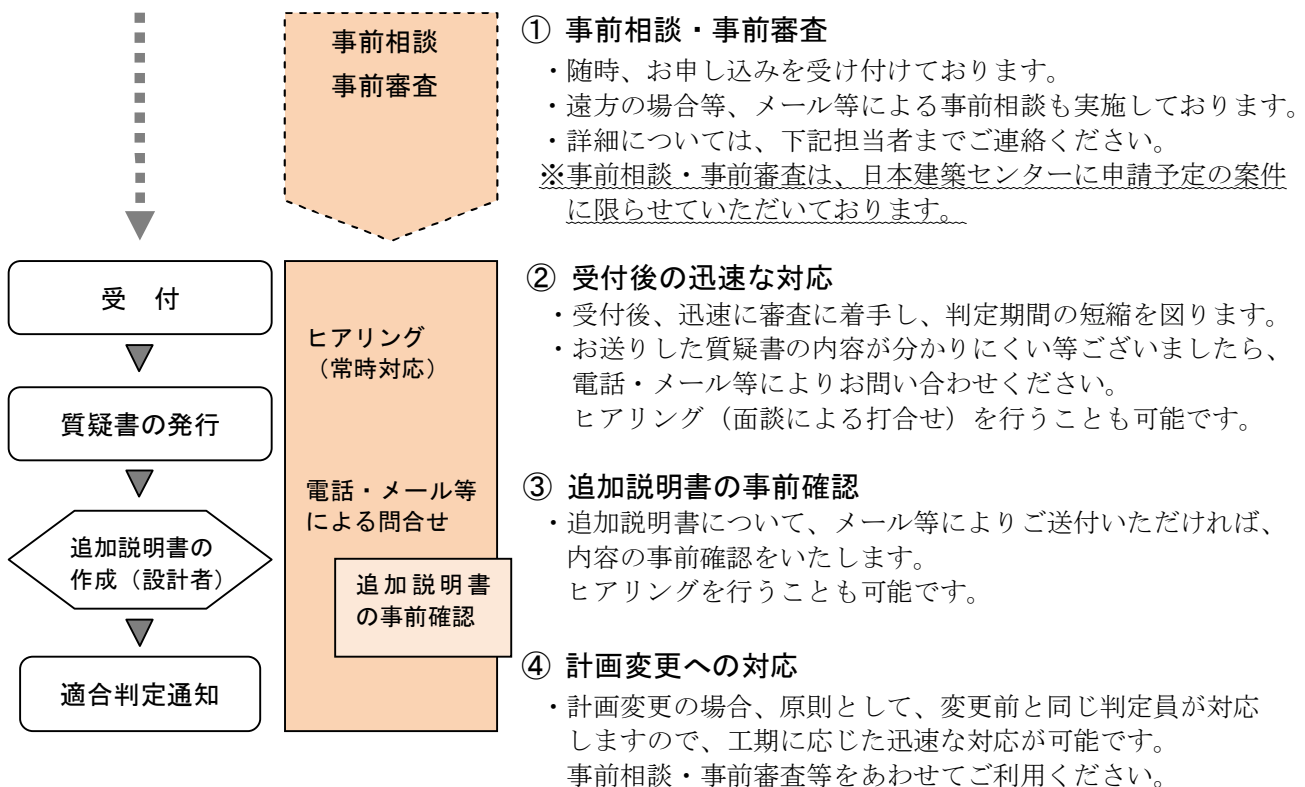 事前相談
事前審査
① 事前相談・事前審査
・随時、お申し込みを受け付けております。
・遠方の場合等、メール等による事前相談も実施しております。
・詳細については、下記担当者までご連絡ください。
※事前相談・事前審査は、日本建築センターに申請予定の案件
に限らせていただいております。
受　付
質疑書の発行
追加説明書の
作成（設計者）
適合判定通知
ヒアリング
（常時対応）
電話・メール等
による問合せ
追加説明書
の事前確認
② 受付後の迅速な対応
・受付後、迅速に審査に着手し、判定期間の短縮を図ります。
・お送りした質疑書の内容が分かりにくい等ございましたら、
電話・メール等によりお問い合わせください。
ヒアリング（面談による打合せ）を行うことも可能です。
③ 追加説明書の事前確認
・追加説明書について、メール等によりご送付いただければ、
内容の事前確認をいたします。
ヒアリングを行うことも可能です。
④ 計画変更への対応
・計画変更の場合、原則として、変更前と同じ判定員が対応
しますので、工期に応じた迅速な対応が可能です。
事前相談・事前審査等をあわせてご利用ください。